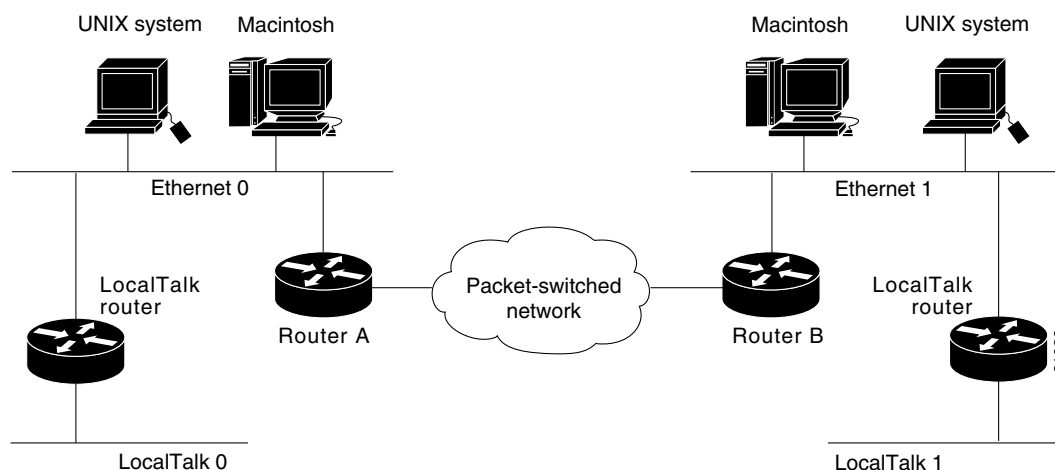 UNIX system
Macintosh
Macintosh
UNIX system
Ethernet 0
Ethernet 1
LocalTalk
router
Packet-switched
network
LocalTalk
router
Router A
Router B
LocalTalk 0
LocalTalk 1